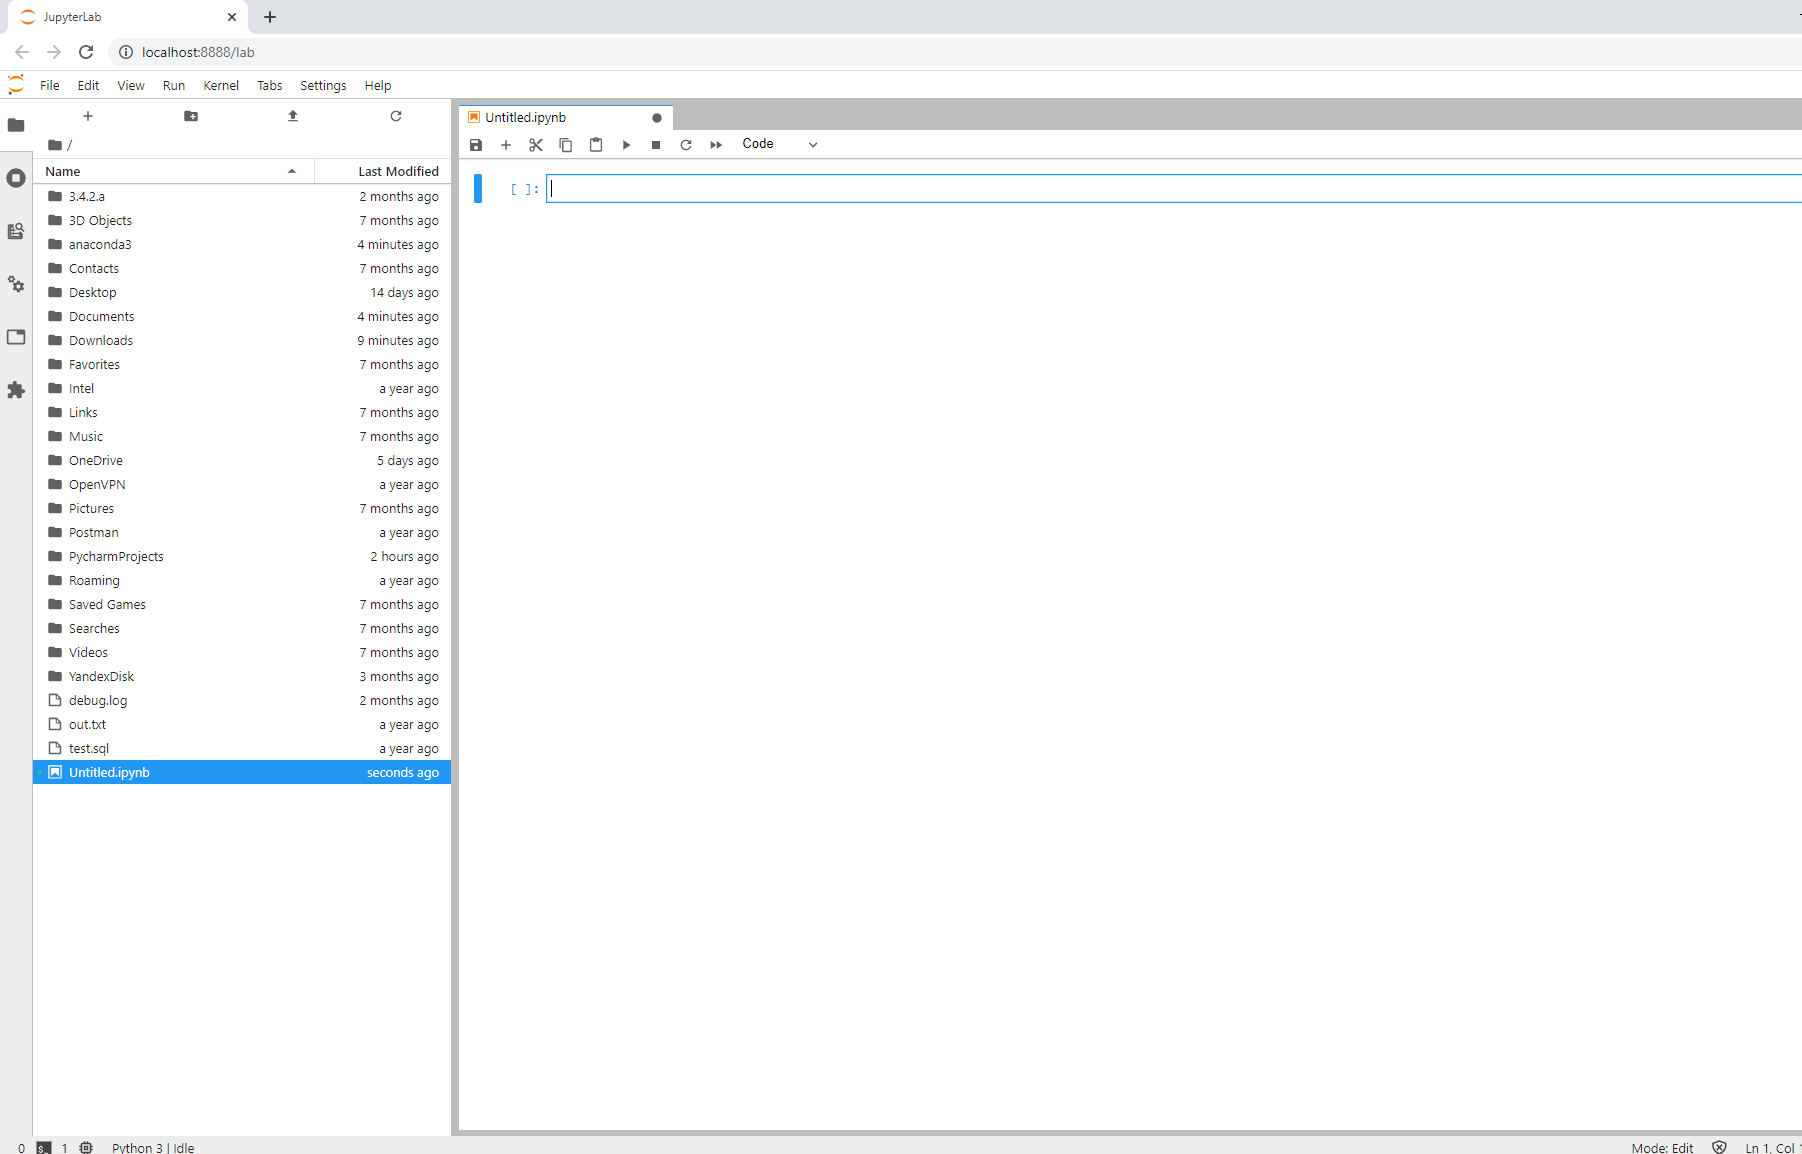 JupyterLab
localhost:8888/lab
File Edit View Run Kernel Tabs Settings Help
/
Name Last Modified
3.4.2.a 2 months ago
3D Objects 7 months ago
anaconda3 4 minutes ago
Contacts 7 months ago
Desktop 14 days ago
Documents 4 minutes ago
Downloads 9 minutes ago
Favorites 7 months ago
Intel a year ago
Links 7 months ago
Music 7 months ago
OneDrive 5 days ago
OpenVPN a year ago
Pictures 7 months ago
Postman a year ago
PycharmProjects 2 hours ago
Roaming a year ago
Saved Games 7 months ago
Searches 7 months ago
Videos 7 months ago
YandexDisk 3 months ago
debug.log 2 months ago
out.txt a year ago
test.sql a year ago
Untitled.ipynb seconds ago
Untitled.ipynb
Code
[ ]:
0 $_ 1 Python 3 | Idle
Mode: Edit Ln 1, Col